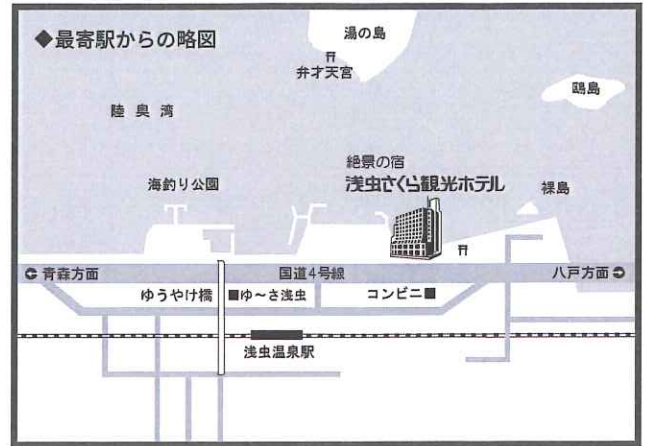 ◆最寄駅からの略図
湯の島
弁才天宮
鴎島
陸奥湾
絶景の宿
浅虫さくら観光ホテル
海釣り公園
裸島
青森方面
国道4号線
八戸方面
ゆうやけ橋
■ゆ～さ浅虫
コンビニ■
浅虫温泉駅